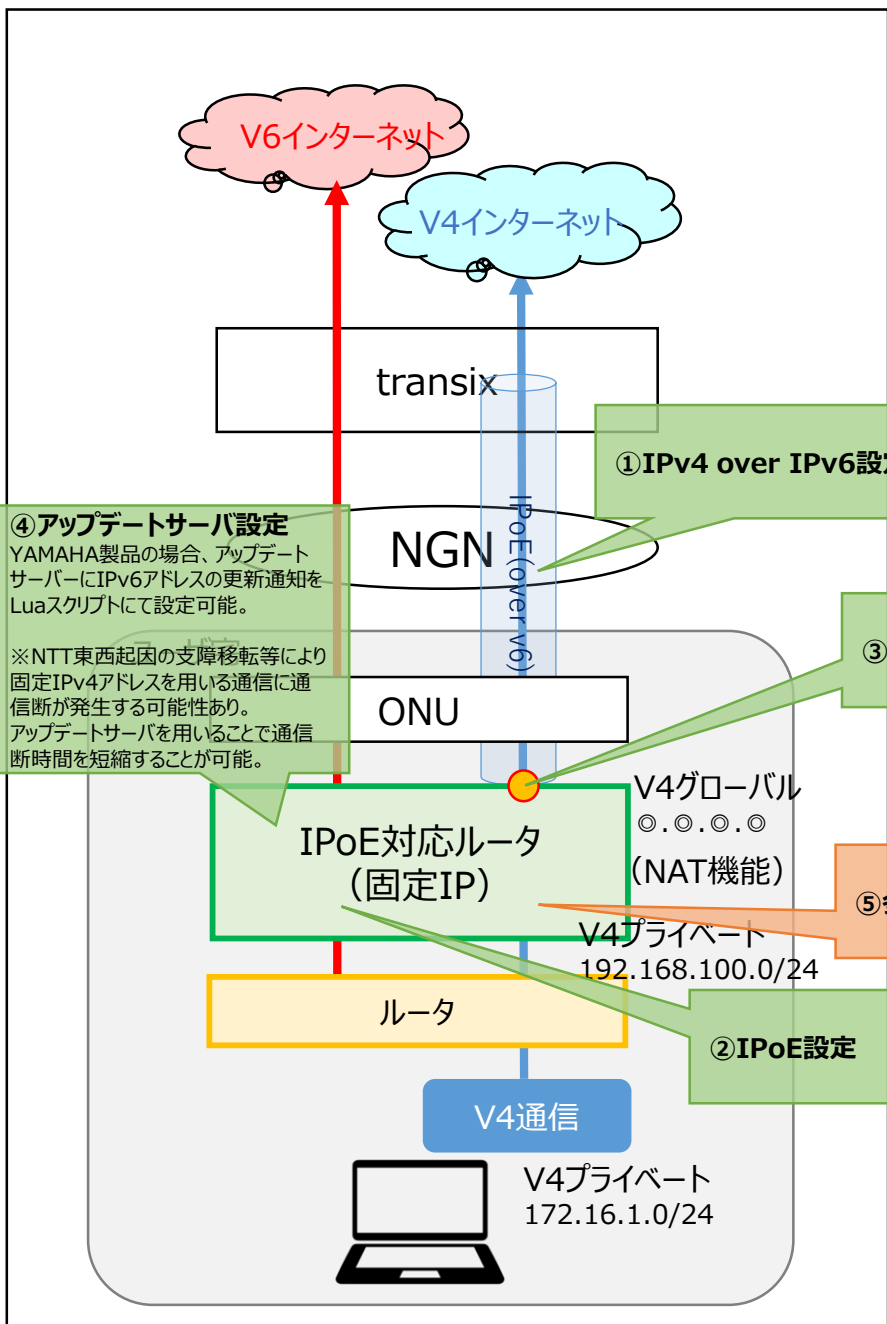 V6インターネット
V4インターネット
transix
①IPv4 over IPv6設定
IPoE(over v6)
NGN
④アップデートサーバ設定
YAMAHA製品の場合、アップデート
サーバーにIPv6アドレスの更新通知を
Luaスクリプトにて設定可能。
※NTT東西起因の支障移転等により
固定IPv4アドレスを用いる通信に通
信断が発生する可能性あり。
アップデートサーバを用いることで通信
断時間を短縮することが可能。
③
ONU
V4グローバル
◎.◎.◎.◎
IPoE対応ルータ
（固定IP）
（NAT機能）
⑤
V4プライベート
192.168.100.0/24
ルータ
②IPoE設定
V4通信
V4プライベート
172.16.1.0/24